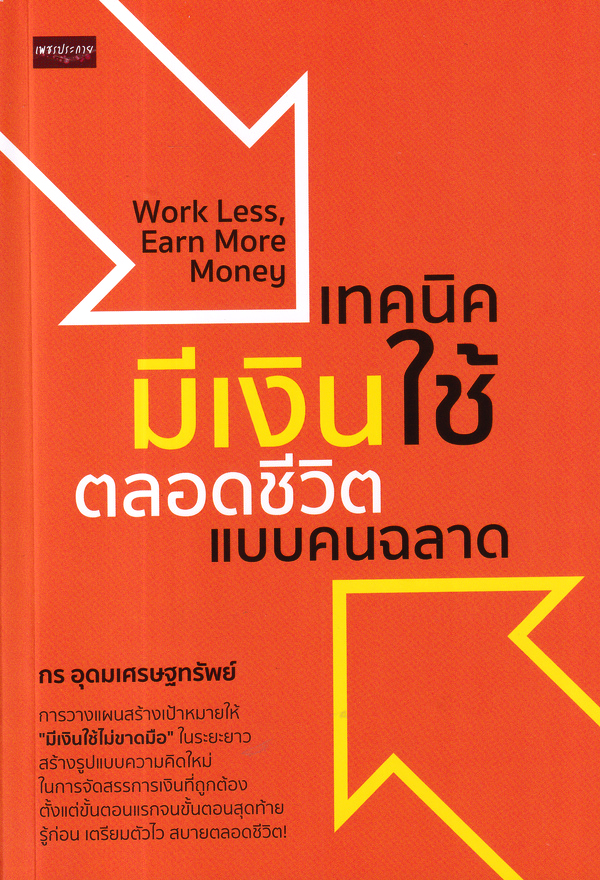 เพชรประกาย
Work Less,
Earn More
Money
เทคนิค
มีเงินใช้
ตลอดชีวิต
แบบคนฉลาด
กร อุดมเศรษฐทรัพย์
การวางแผนสร้างเป้าหมายให้
"มีเงินใช้ไม่ขาดมือ" ในระยะยาว
สร้างรูปแบบความคิดใหม่
ในการจัดสรรการเงินที่ถูกต้อง
ตั้งแต่ขั้นตอนแรกจนขั้นตอนสุดท้าย
รู้ก่อน เตรียมตัวไว สบายตลอดชีวิต!